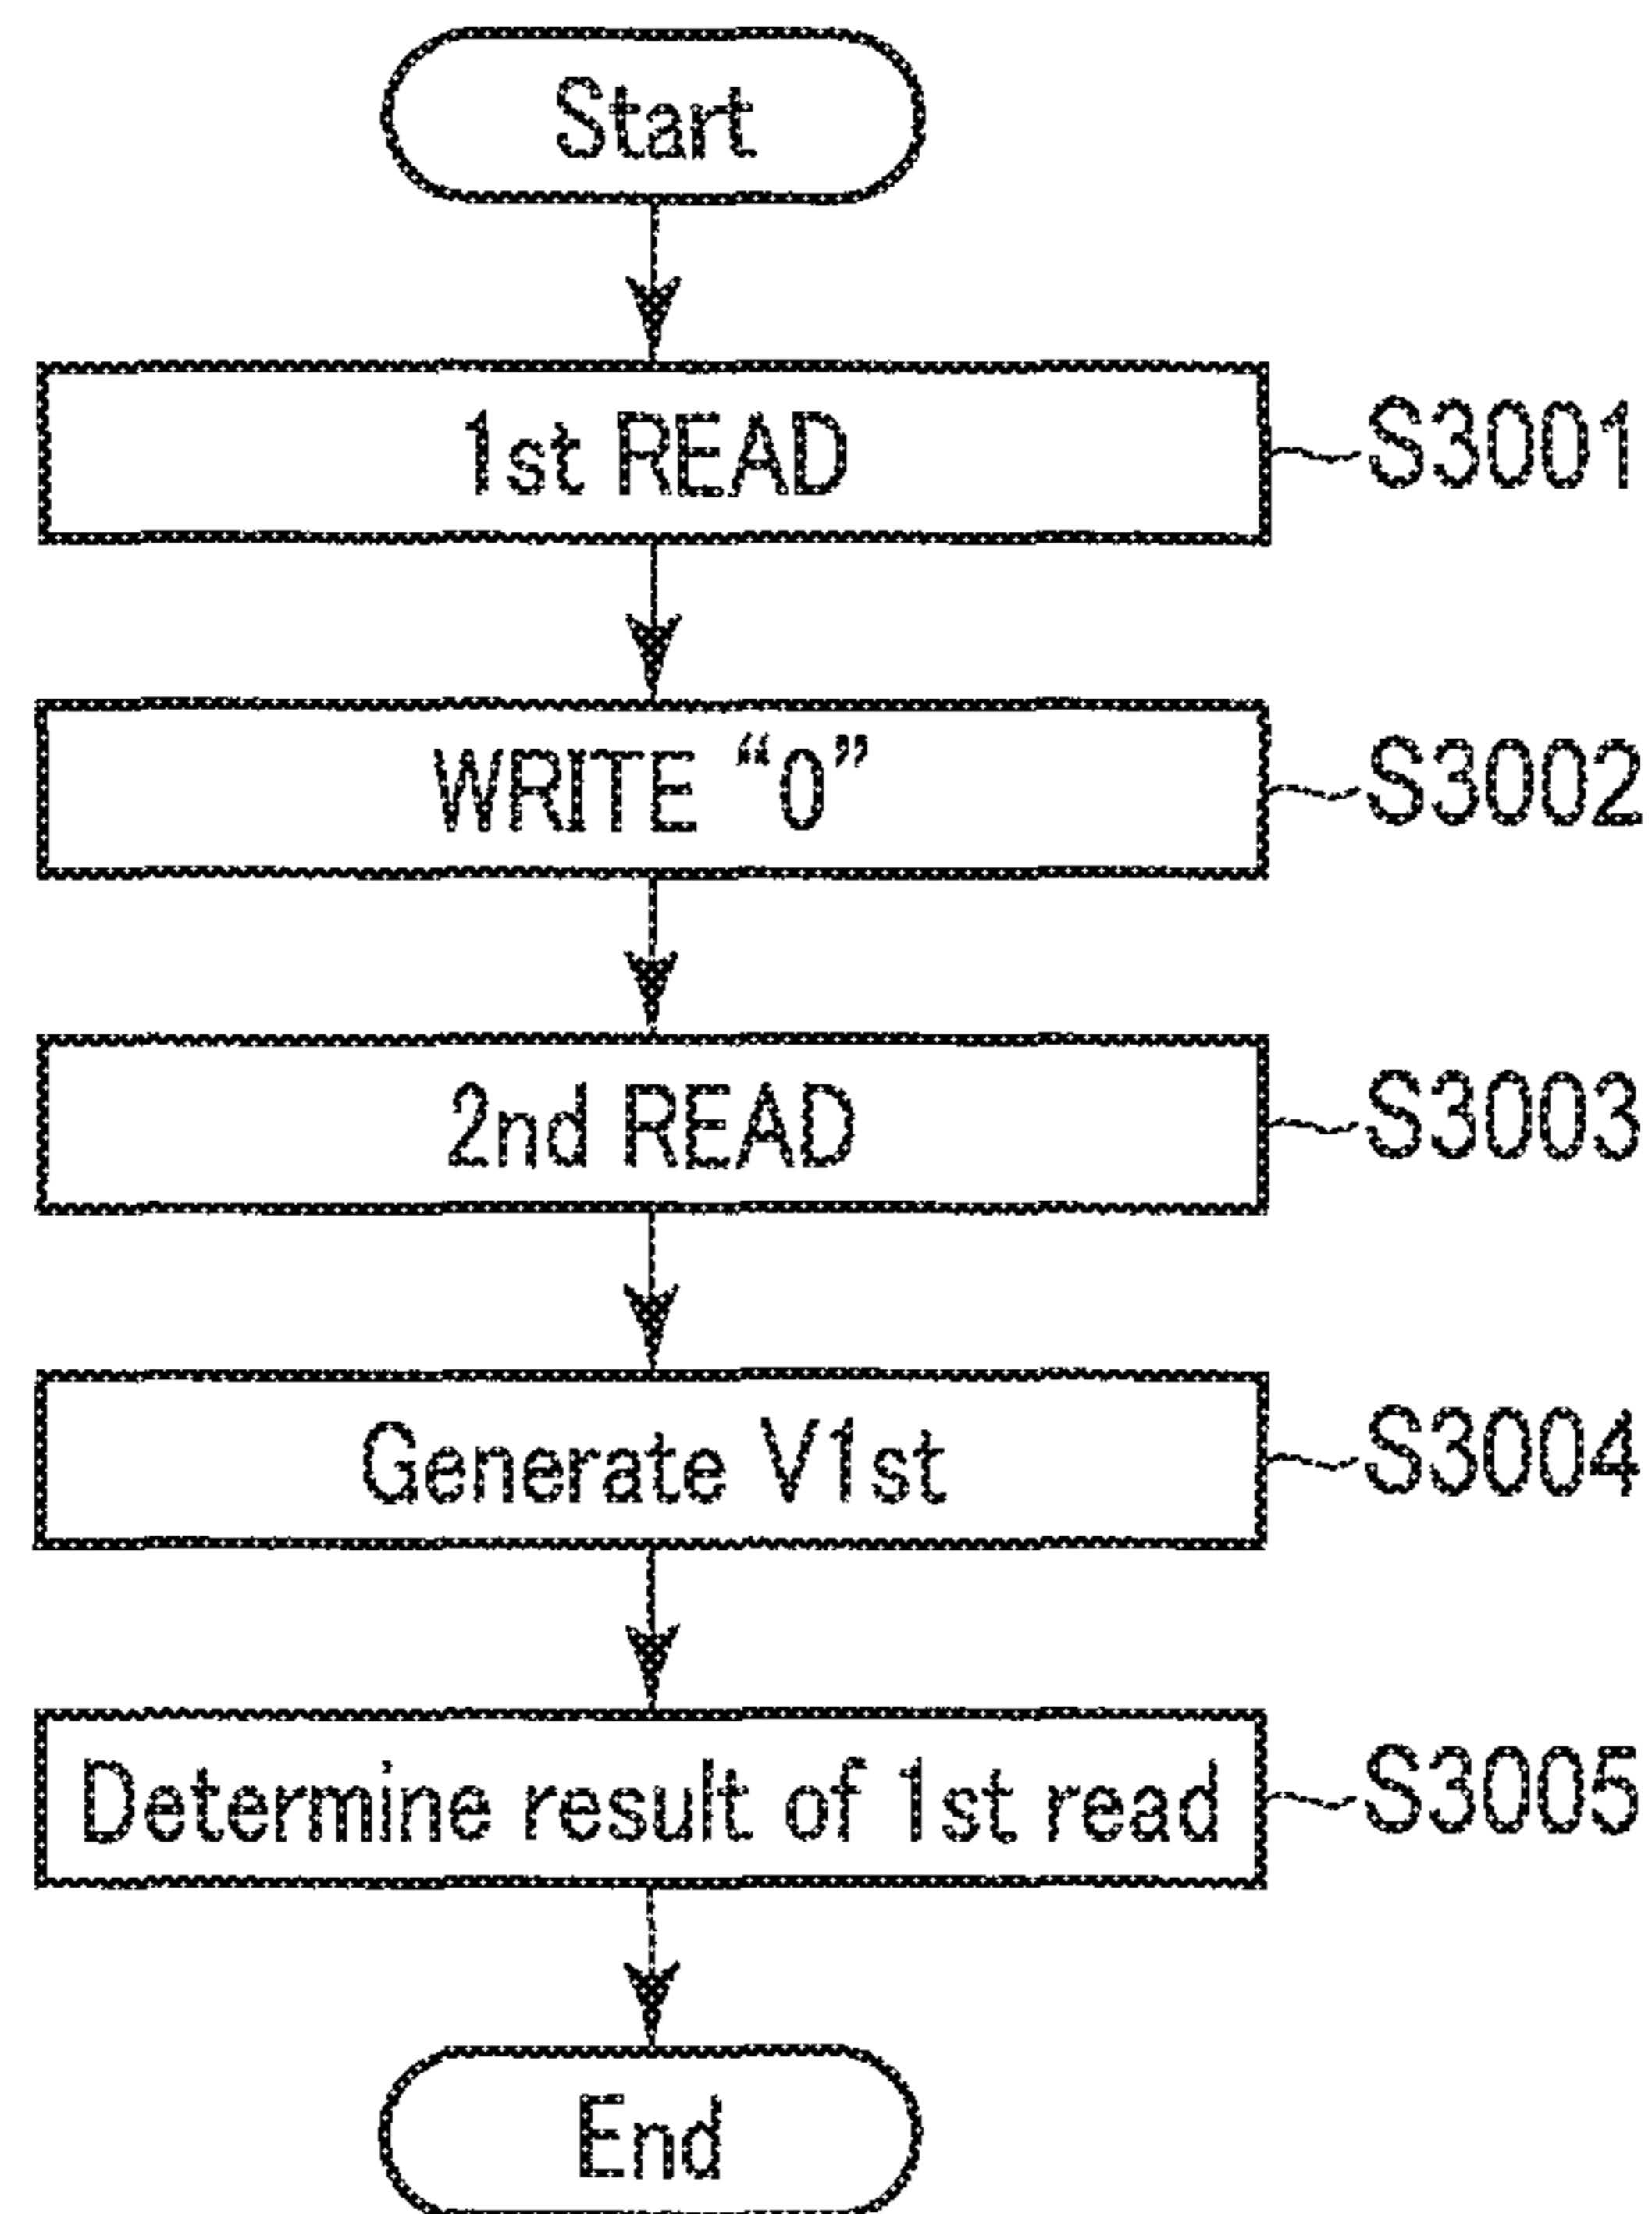 Start
1st READ
S3001
WRITE “0”
S3002
2nd READ
S3003
Generate V1st
S3004
Determine result of 1st read
S3005
End